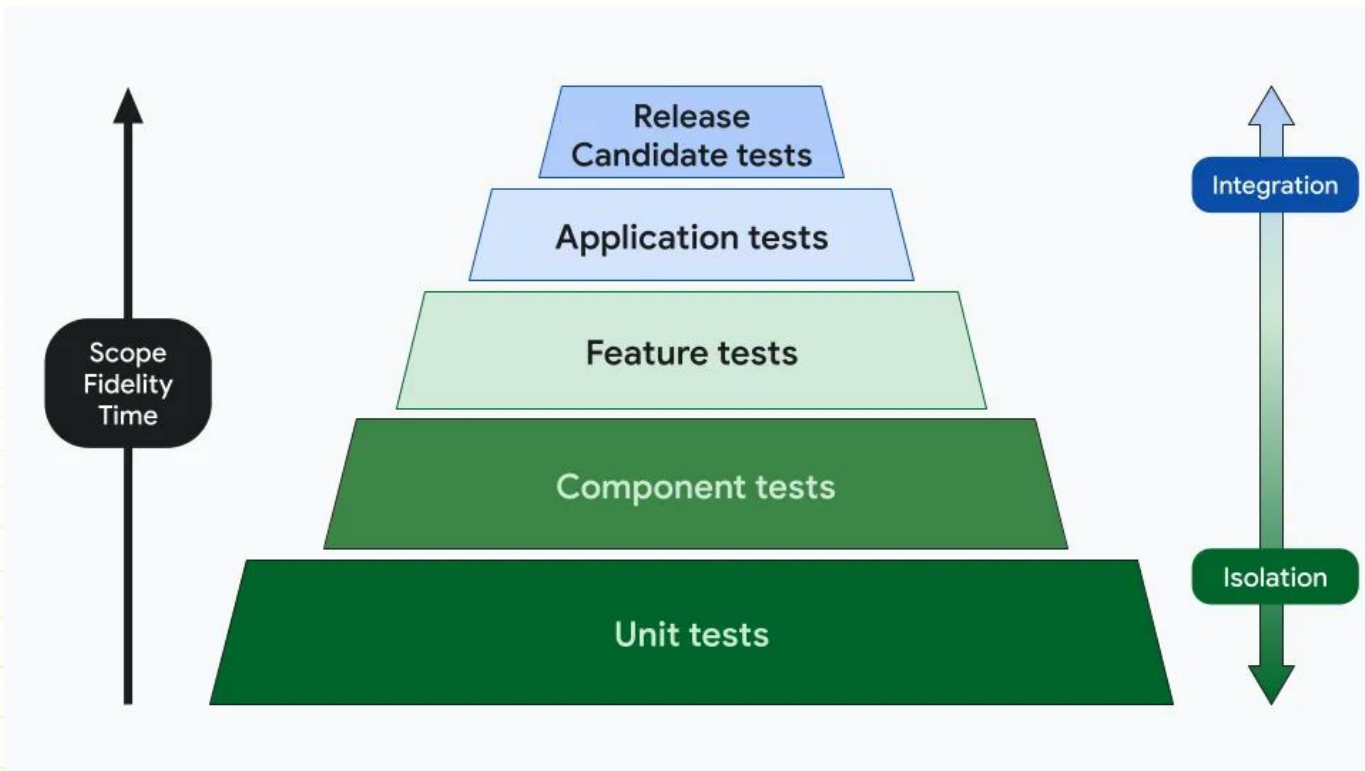 Release
Candidate tests
Application tests
Feature tests
Component tests
Unit tests
Scope
Fidelity
Time
Integration
Isolation